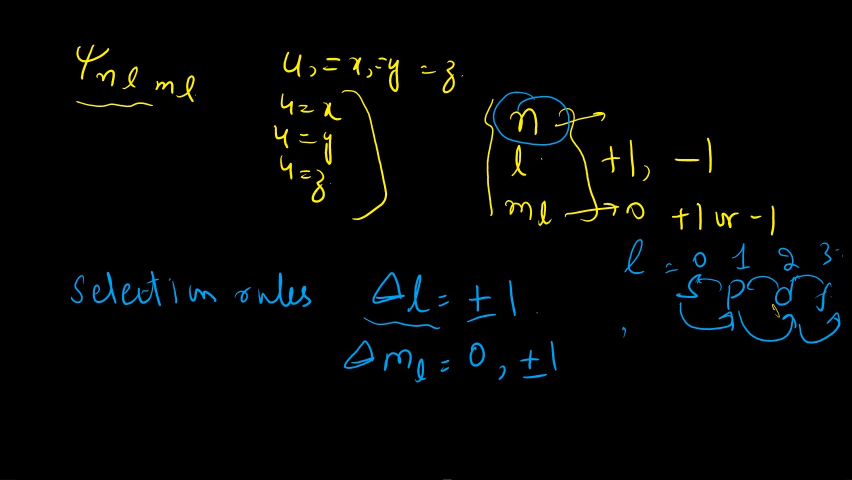 Ψnlml
u, = x, = y = z.
u = x
u = y
u = z
n →
l +1, -1
ml → 0 +1 or -1
l = 0 1 2 3
s p d f
Selection rules Δl = ±1.
Δml = 0, ±1